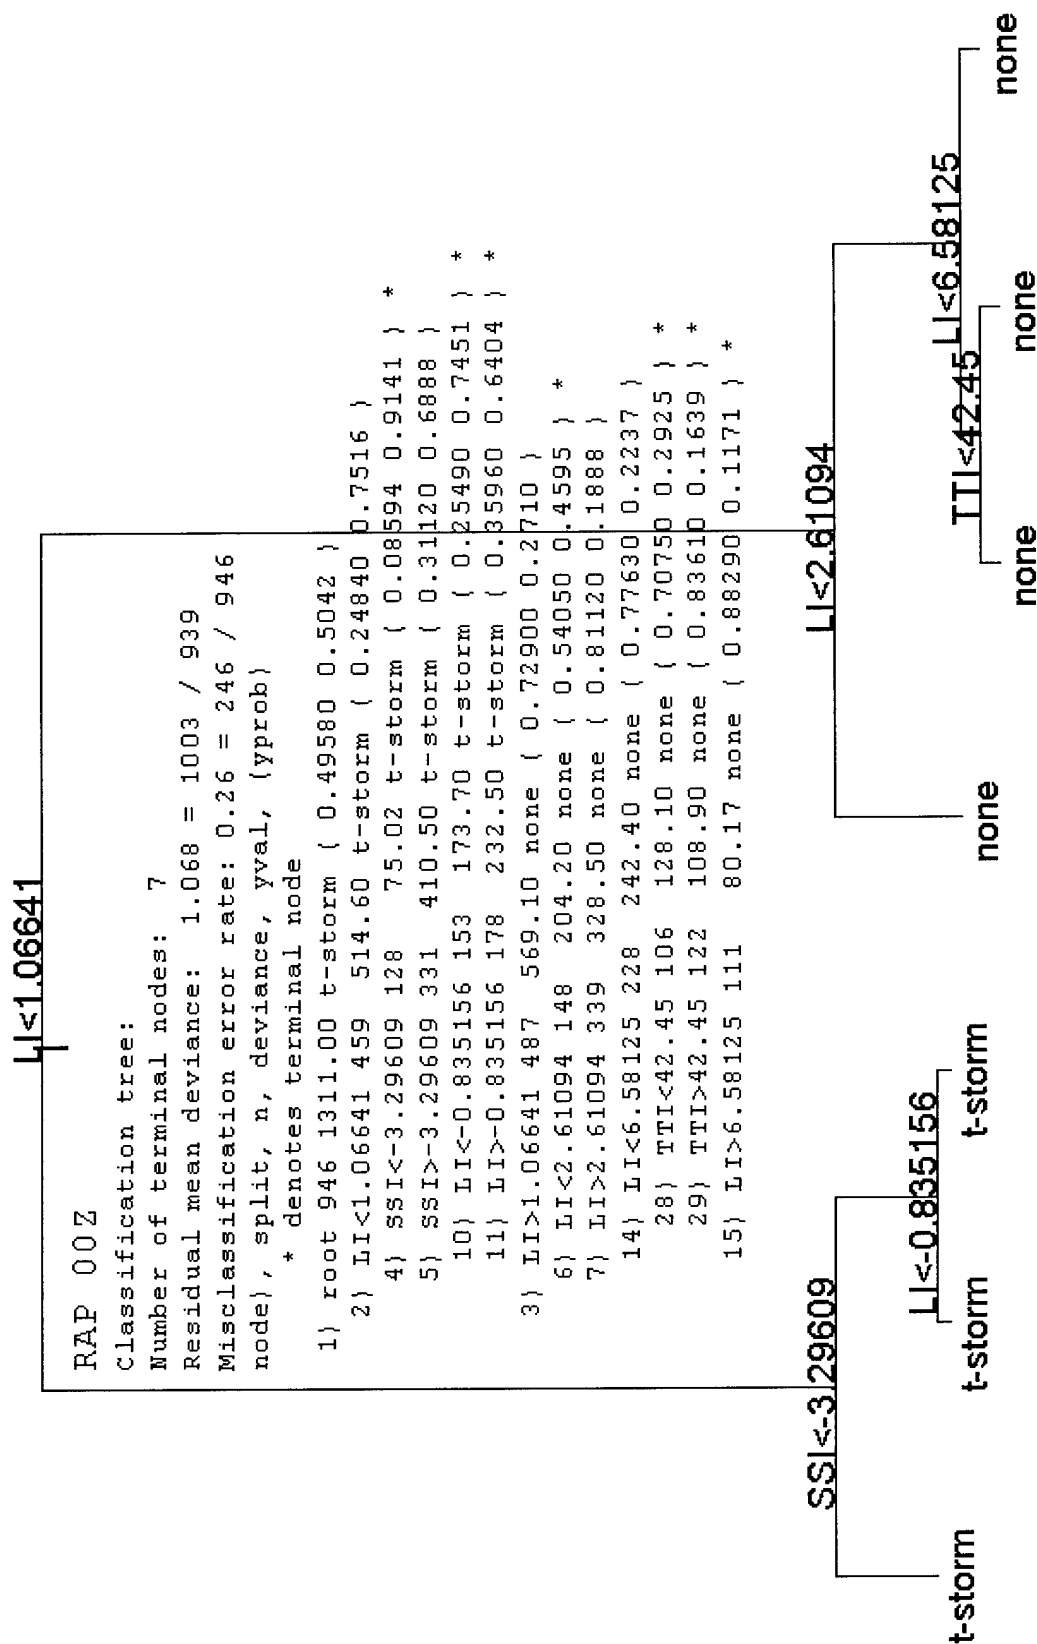 LI<1.06641
RAP 00Z
Classification tree:
Number of terminal nodes: 7
Residual mean deviance: 1.068 = 1003 / 939
Misclassification error rate: 0.26 = 246 / 946
node), split, n, deviance, yval, (yprob)
* denotes terminal node
1) root 946 1311.00 t-storm ( 0.49580 0.5042 )
2) LI<1.06641 459 514.60 t-storm ( 0.24840 0.7516 )
4) SSI<-3.29609 128 75.02 t-storm ( 0.08594 0.9141 ) *
5) SSI>-3.29609 331 410.50 t-storm ( 0.31120 0.6888 )
10) LI<-0.835156 153 173.70 t-storm ( 0.25490 0.7451 ) *
11) LI>-0.835156 178 232.50 t-storm ( 0.35960 0.6404 ) *
3) LI>1.06641 487 569.10 none ( 0.72900 0.2710 )
6) LI<2.61094 148 204.20 none ( 0.54050 0.4595 ) *
7) LI>2.61094 339 328.50 none ( 0.81120 0.1888 )
14) LI<6.58125 228 242.40 none ( 0.77630 0.2237 )
28) TTI<42.45 106 128.10 none ( 0.70750 0.2925 ) *
29) TTI>42.45 122 108.90 none ( 0.83610 0.1639 ) *
15) LI>6.58125 111 80.17 none ( 0.88290 0.1171 ) *
SSI<-3.29609
LI<2.61094
t-storm
LI<-0.835156
none
LI<6.58125
t-storm
t-storm
TTI<42.45
none
none
none